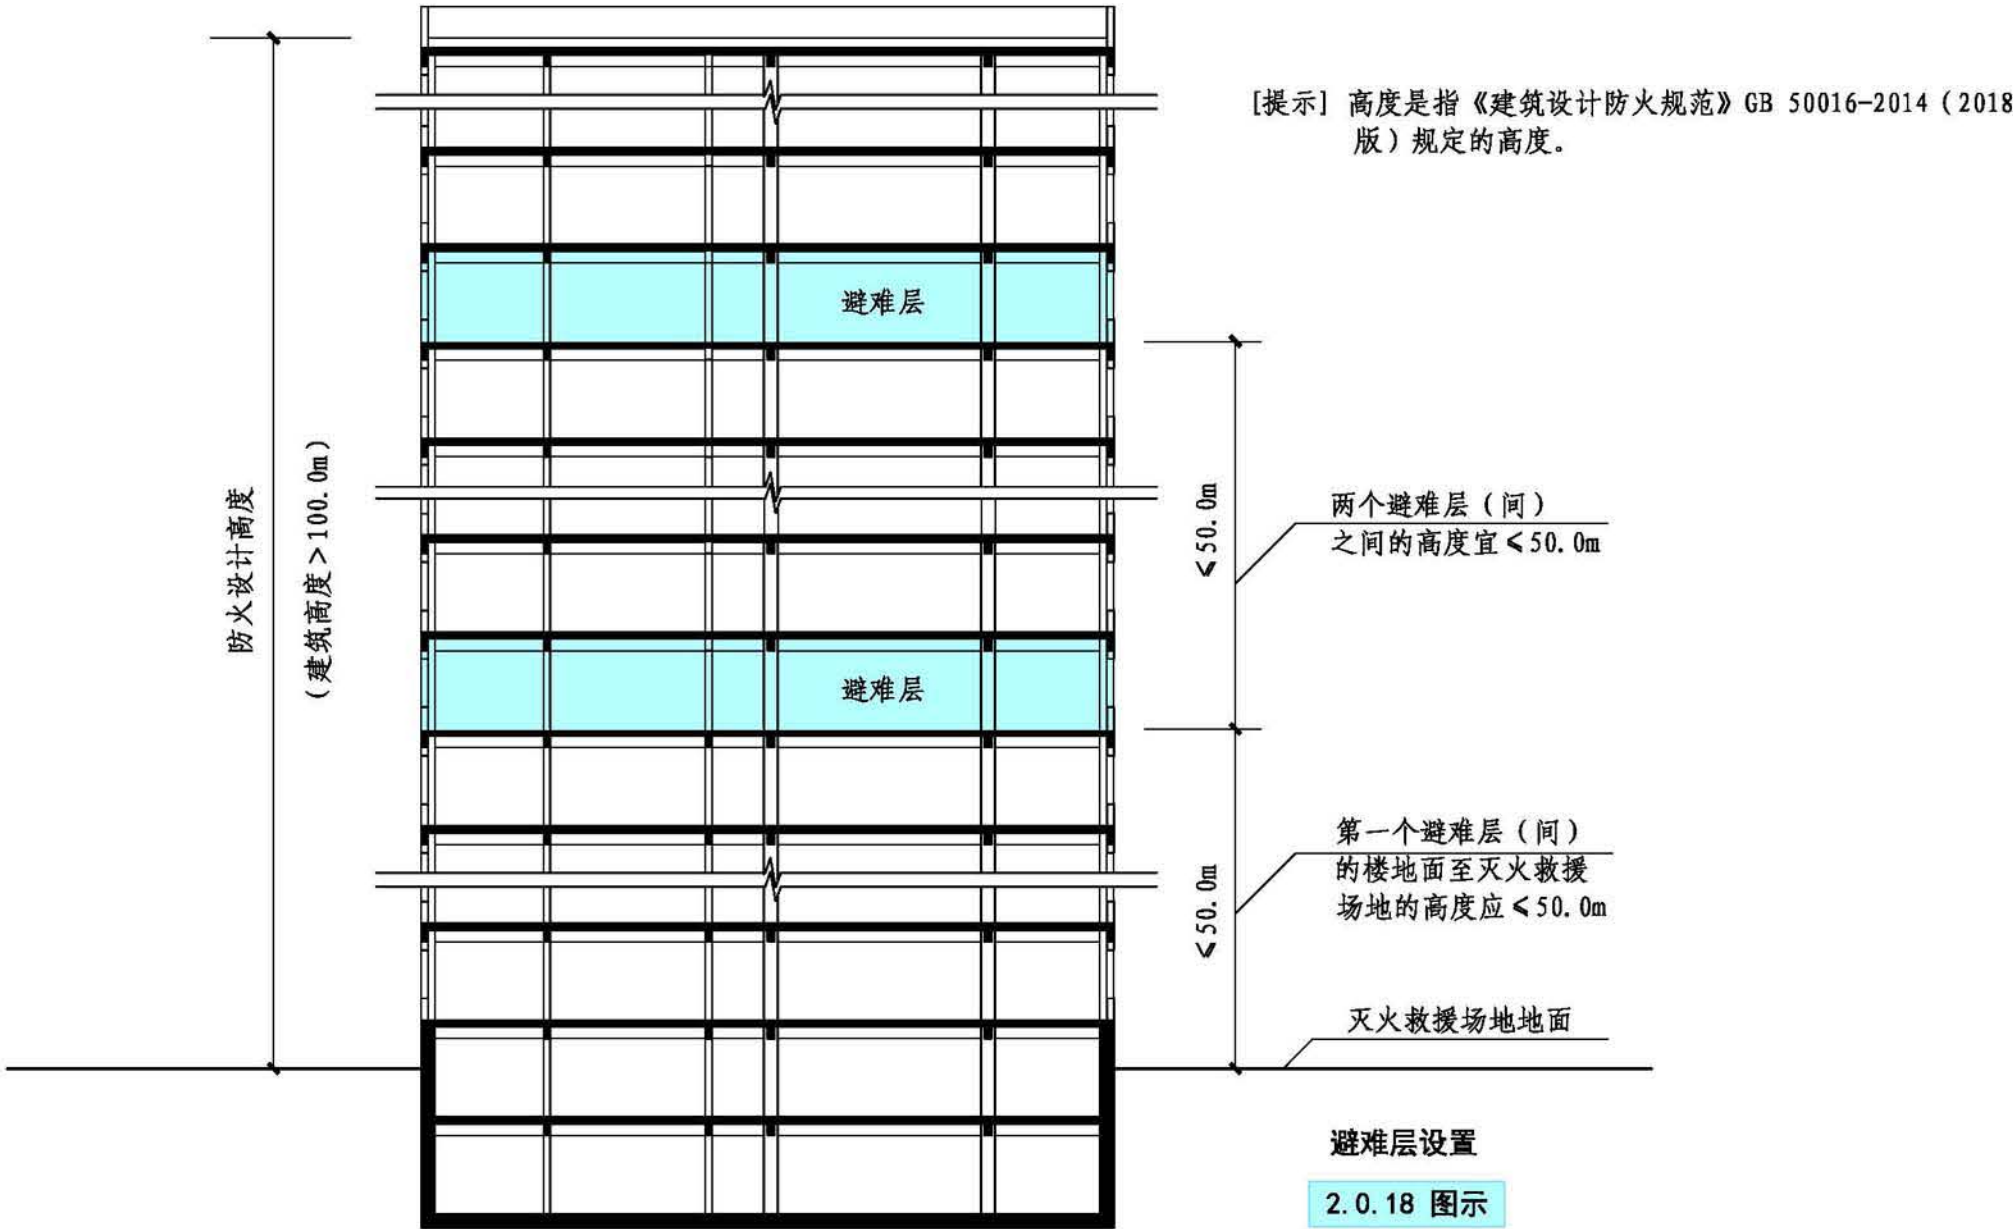 [提示] 高度是指《建筑设计防火规范》GB 50016-2014（2018
版）规定的高度。
避难层
防火设计高度
（建筑高度＞100.0m）
≤50.0m
两个避难层（间）
之间的高度宜≤50.0m
避难层
≤50.0m
第一个避难层（间）
的楼地面至灭火救援
场地的高度应≤50.0m
灭火救援场地地面
避难层设置
2.0.18 图示